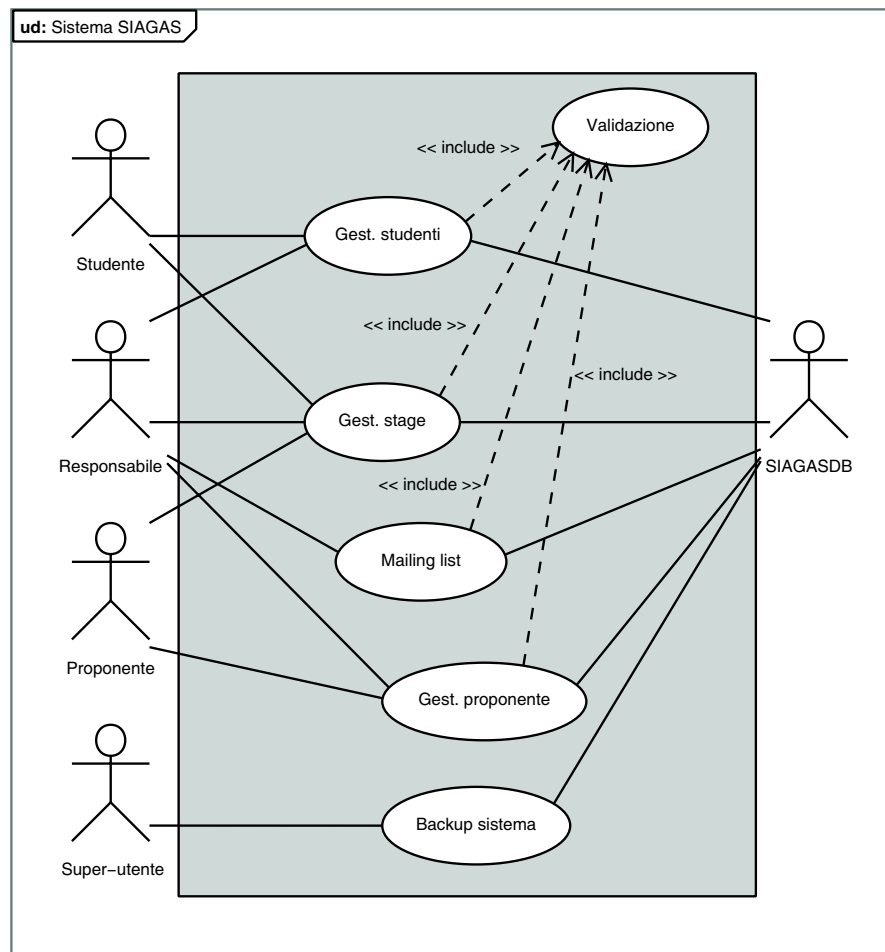 ud: Sistema SIAGAS
Validazione
<< include >>
Gest. studenti
Studente
<< include >>
<< include >>
Gest. stage
Responsabile
SIAGASDB
<< include >>
Mailing list
Proponente
Gest. proponente
Backup sistema
Super-utente